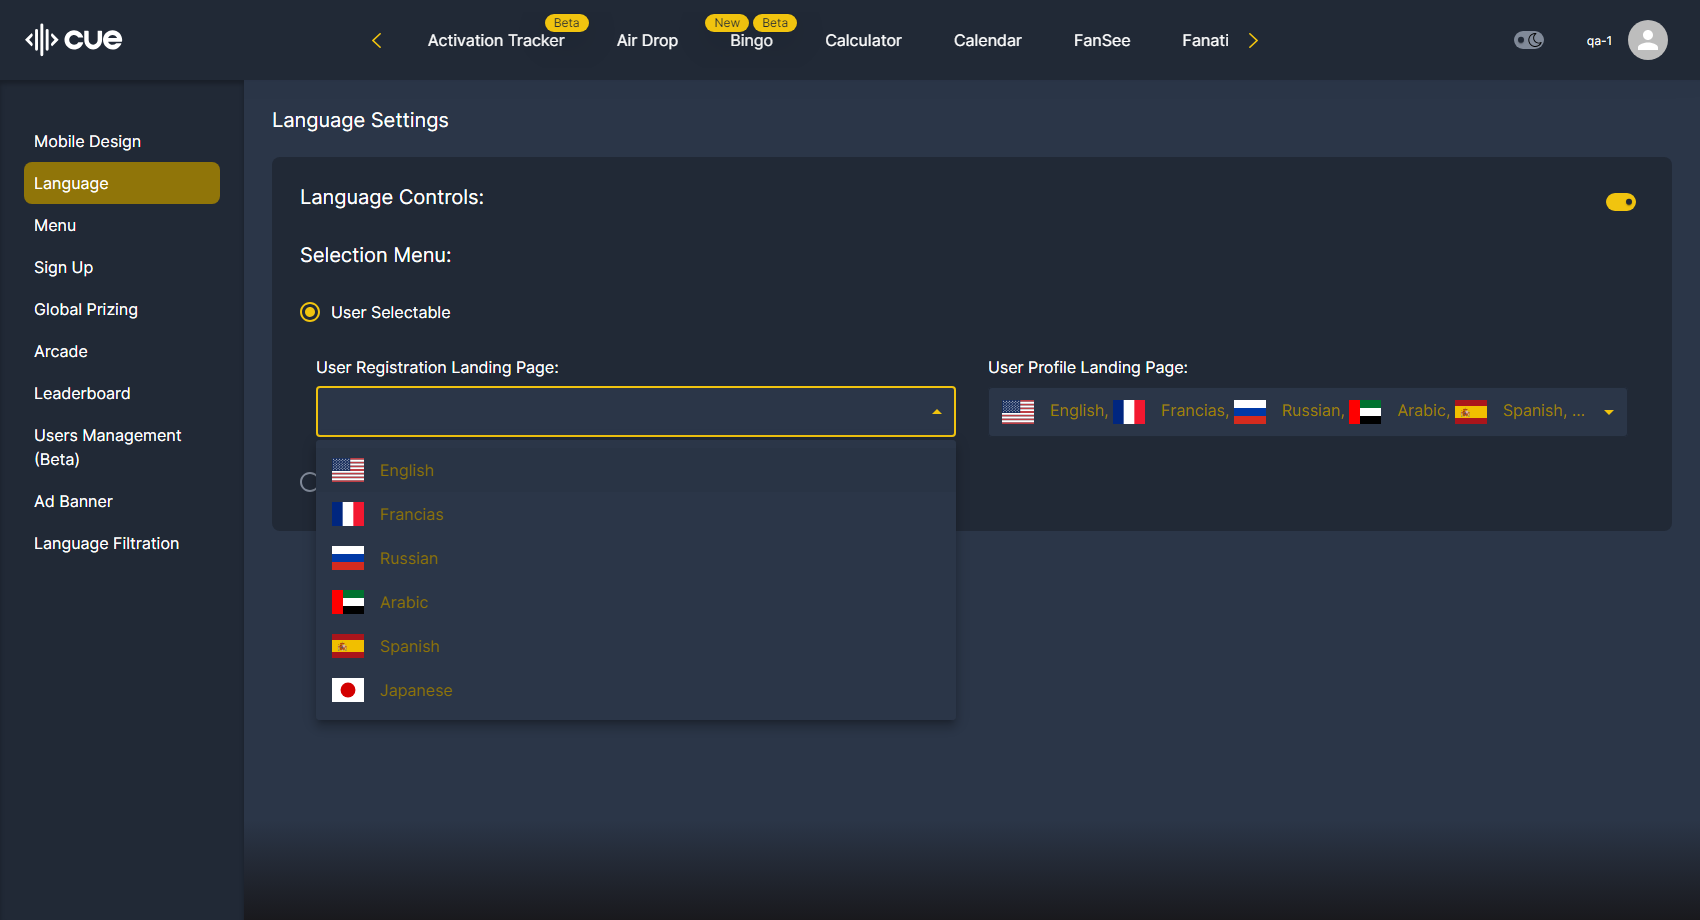 cue
Activation Tracker
Beta
Air Drop
Bingo
New
Beta
Calculator
Calendar
FanSee
Fanati
qa-1
Mobile Design
Language
Menu
Sign Up
Global Prizing
Arcade
Leaderboard
Users Management
(Beta)
Ad Banner
Language Filtration
Language Settings
Language Controls:
Selection Menu:
User Selectable
User Registration Landing Page:
English
Francias
Russian
Arabic
Spanish
Japanese
User Profile Landing Page:
English, Francias, Russian, Arabic, Spanish, ...